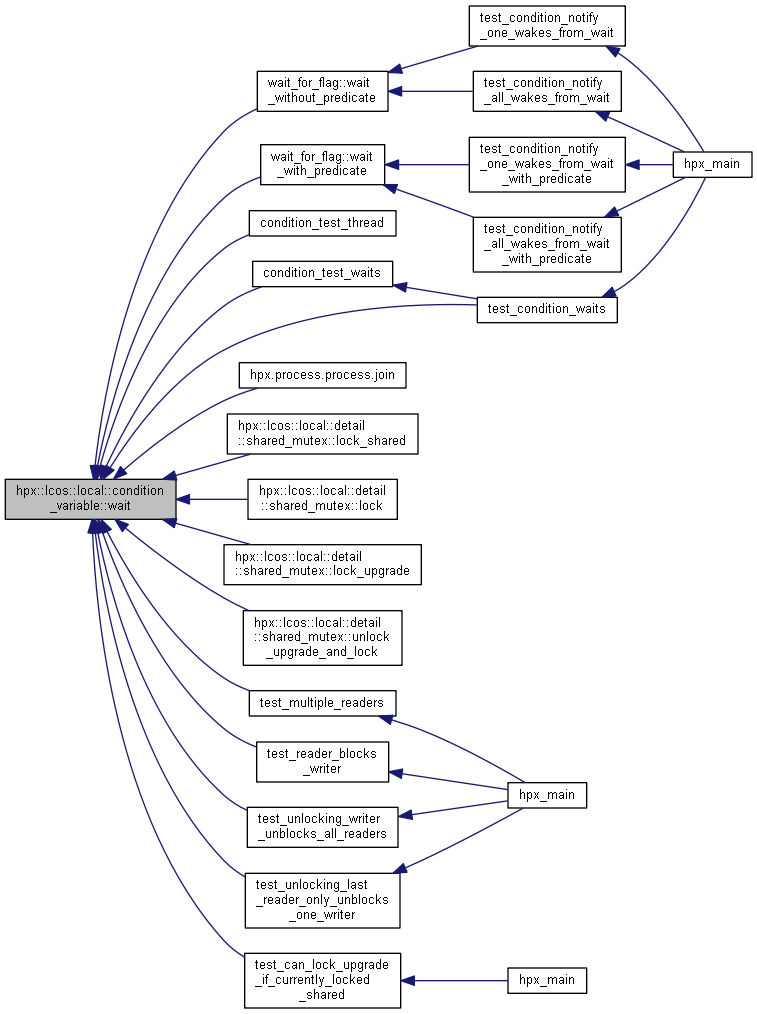 test_condition_notify
_one_wakes_from_wait
wait_for_flag::wait
_without_predicate
test_condition_notify
_all_wakes_from_wait
wait_for_flag::wait
_with_predicate
test_condition_notify
_one_wakes_from_wait
_with_predicate
hpx_main
condition_test_thread
test_condition_notify
_all_wakes_from_wait
_with_predicate
condition_test_waits
test_condition_waits
hpx.process.process.join
hpx::lcos::local::detail
::shared_mutex::lock_shared
hpx::lcos::local::condition
_variable::wait
hpx::lcos::local::detail
::shared_mutex::lock
hpx::lcos::local::detail
::shared_mutex::lock_upgrade
hpx::lcos::local::detail
::shared_mutex::unlock
_upgrade_and_lock
test_multiple_readers
test_reader_blocks
_writer
hpx_main
test_unlocking_writer
_unblocks_all_readers
test_unlocking_last
_reader_only_unblocks
_one_writer
test_can_lock_upgrade
_if_currently_locked
_shared
hpx_main